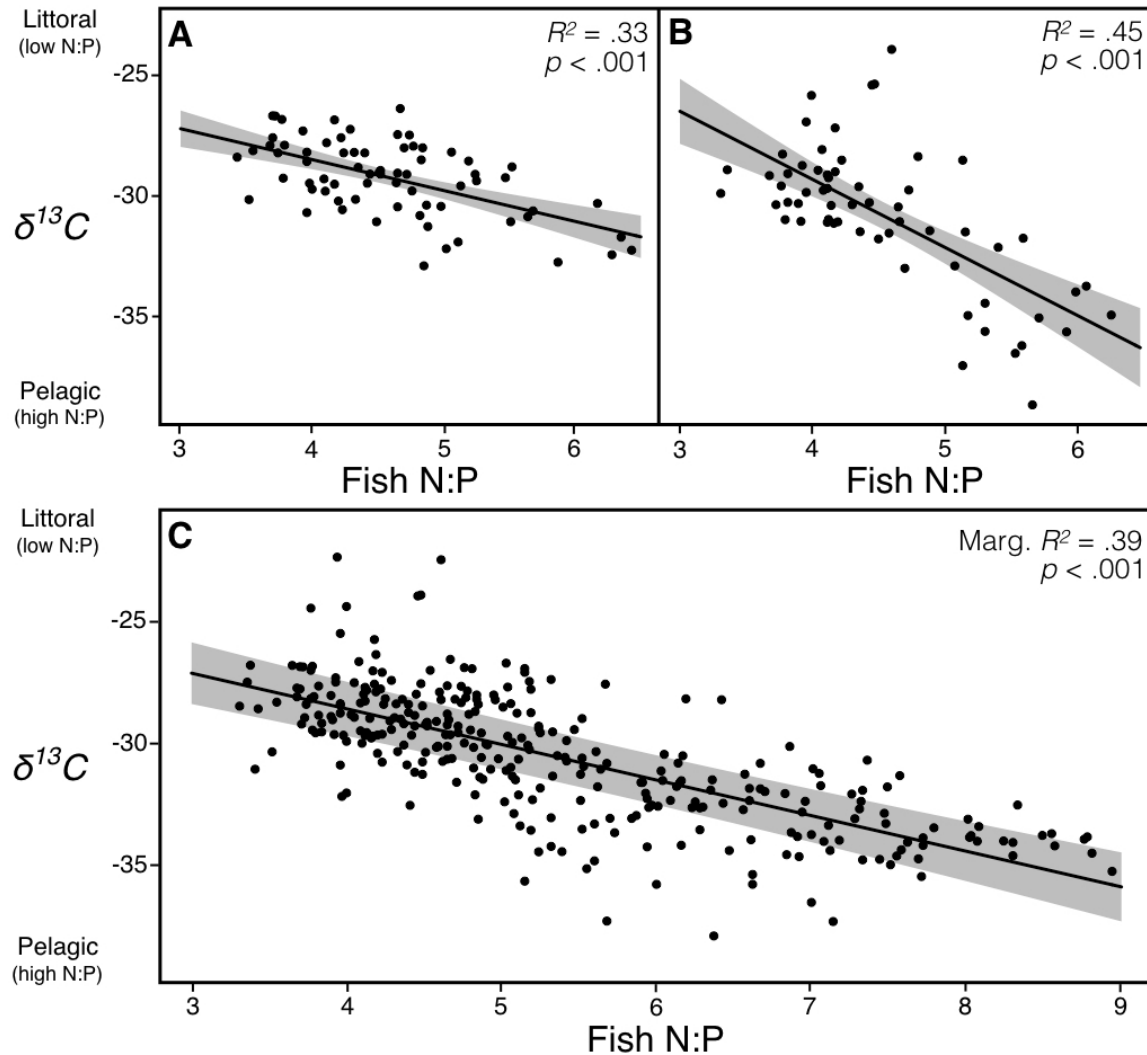 Littoral
(low N:P)
A
R² = .33
p < .001
B
R² = .45
p < .001
-25
-30
-35
δ¹³C
Pelagic
(high N:P)
3 4 5 6
3 4 5 6
Fish N:P
Fish N:P
Littoral
(low N:P)
C
Marg. R² = .39
p < .001
-25
-30
-35
δ¹³C
Pelagic
(high N:P)
3 4 5 6 7 8 9
Fish N:P